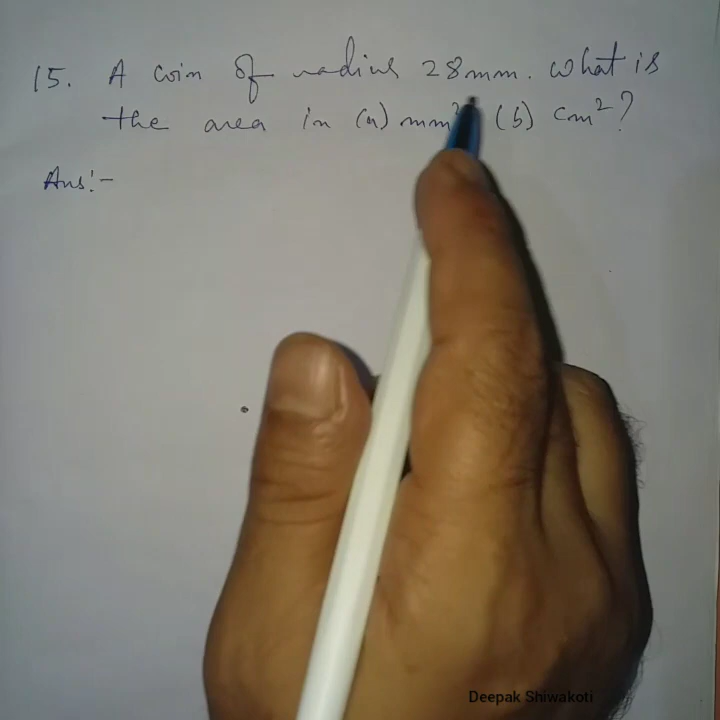 15. A coin of radius 28mm. What is
the area in (a) mm² (b) cm²?
Ans:-
Deepak Shiwakoti